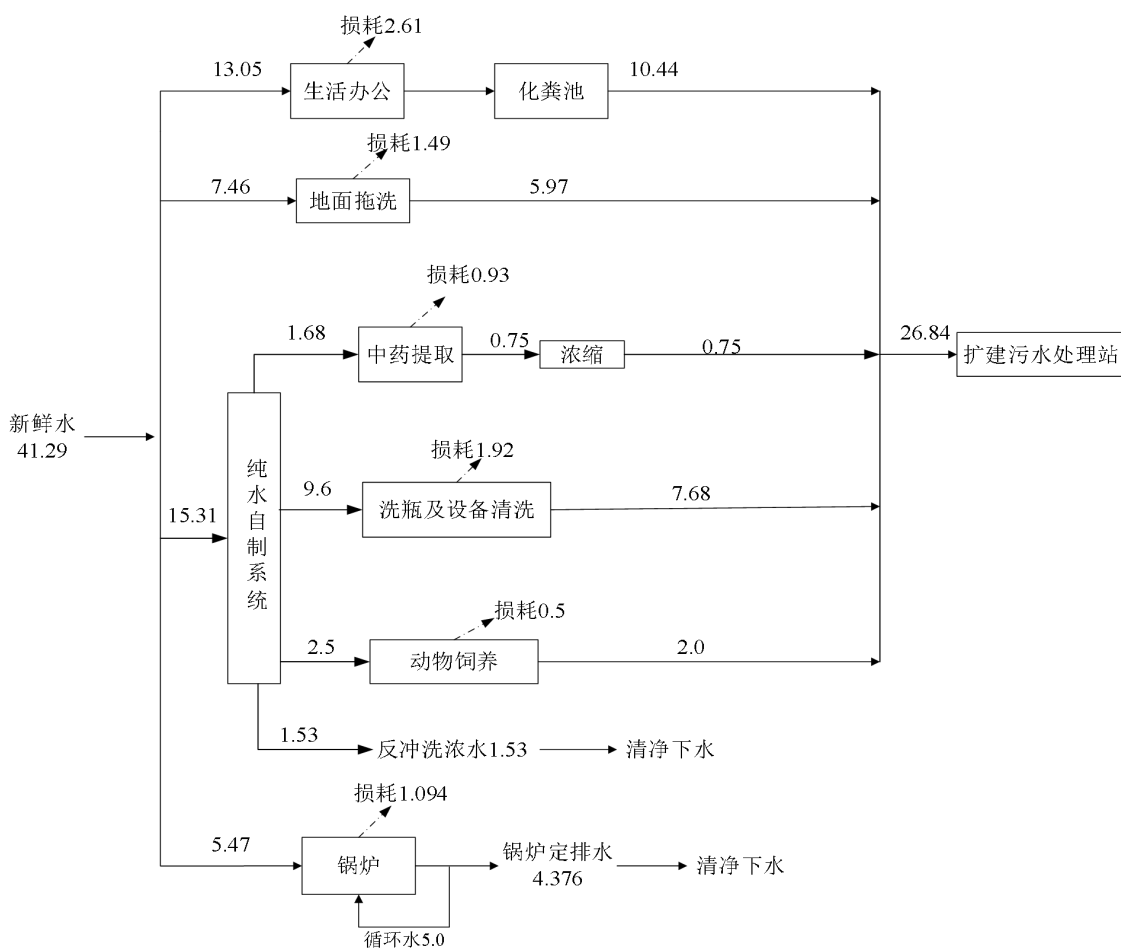 损耗2.61
13.05
生活办公
化粪池
10.44
损耗1.49
7.46
地面拖洗
5.97
损耗0.93
1.68
中药提取
0.75
浓缩
0.75
26.84
扩建污水处理站
新鲜水
41.29
纯水自制系统
15.31
损耗1.92
9.6
洗瓶及设备清洗
7.68
损耗0.5
2.5
动物饲养
2.0
1.53
反冲洗浓水1.53
清净下水
损耗1.094
5.47
锅炉
锅炉定排水
4.376
清净下水
循环水5.0